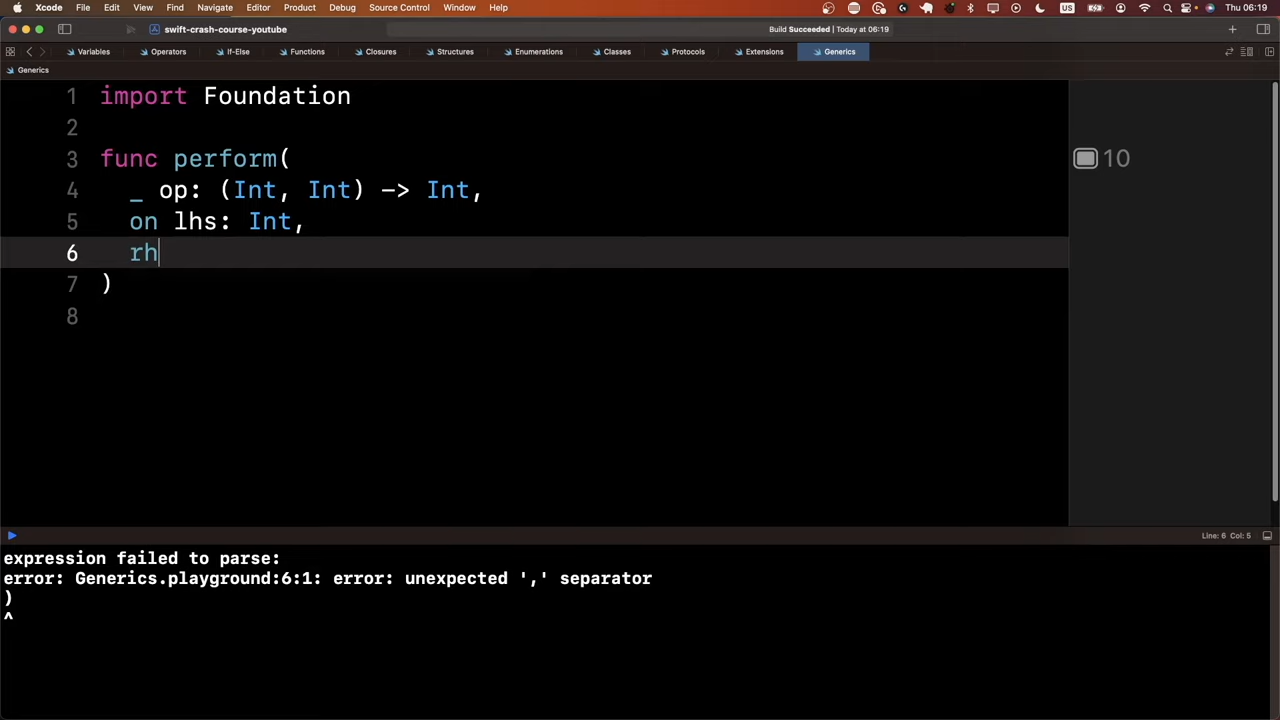 Xcode File Edit View Find Navigate Editor Product Debug Source Control Window Help US Thu 06:19
swift-crash-course-youtube Build Succeeded | Today at 06:19
Variables Operators If-Else Functions Closures Structures Enumerations Classes Protocols Extensions Generics
Generics
1 import Foundation
2
3 func perform( 10
4 _ op: (Int, Int) -> Int,
5 on lhs: Int,
6 rh
7 )
8
Line: 6 Col: 5
expression failed to parse:
error: Generics.playground:6:1: error: unexpected ',' separator
)
^